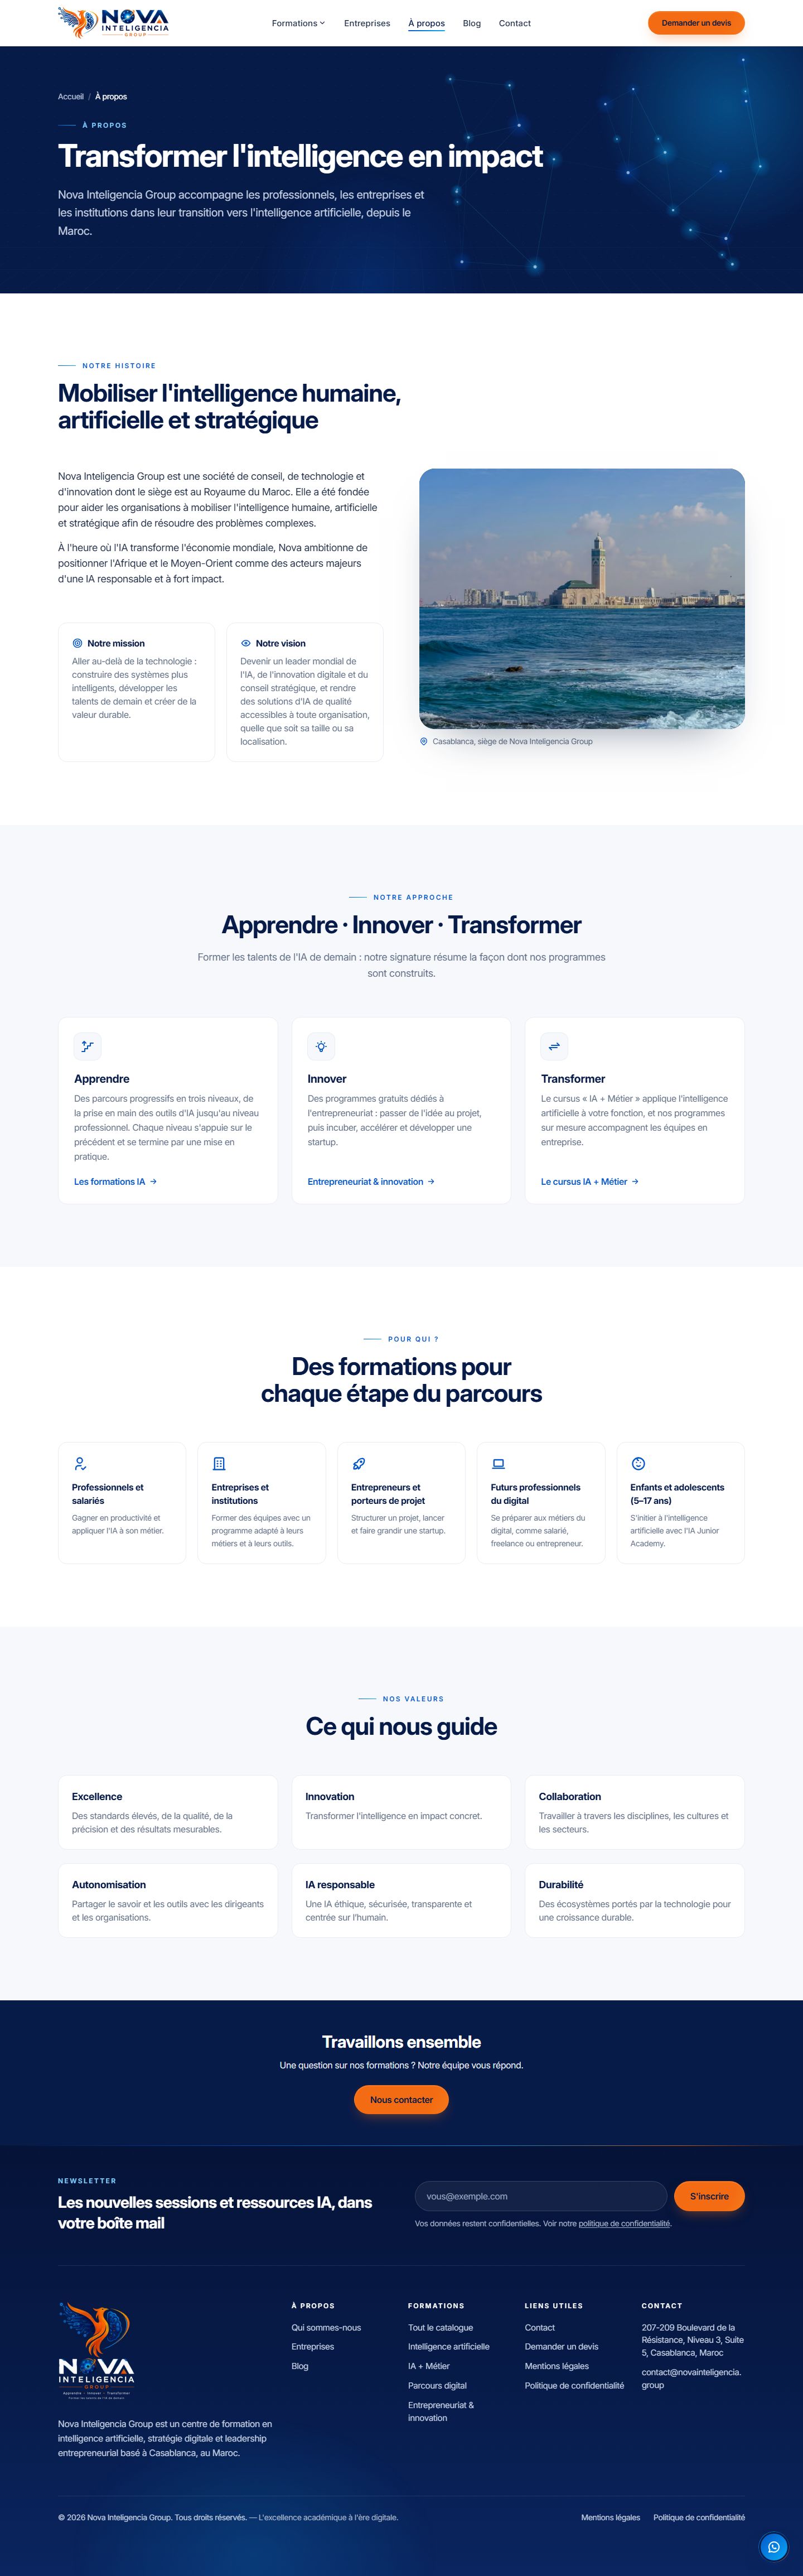 NOVA
INTELIGENCIA
GROUP
Formations
Entreprises
À propos
Blog
Contact
Demander un devis
Accueil / À propos
À PROPOS
Transformer l'intelligence en impact
Nova Inteligencia Group accompagne les professionnels, les entreprises et
les institutions dans leur transition vers l'intelligence artificielle, depuis le
Maroc.
NOTRE HISTOIRE
Mobiliser l'intelligence humaine,
artificielle et stratégique
Nova Inteligencia Group est une société de conseil, de technologie et
d'innovation dont le siège est au Royaume du Maroc. Elle a été fondée
pour aider les organisations à mobiliser l'intelligence humaine, artificielle
et stratégique afin de résoudre des problèmes complexes.
À l'heure où l'IA transforme l'économie mondiale, Nova ambitionne de
positionner l'Afrique et le Moyen-Orient comme des acteurs majeurs
d'une IA responsable et à fort impact.
Notre mission
Aller au-delà de la technologie :
construire des systèmes plus
intelligents, développer les
talents de demain et créer de la
valeur durable.
Notre vision
Devenir un leader mondial de
l'IA, de l'innovation digitale et du
conseil stratégique, et rendre
des solutions d'IA de qualité
accessibles à toute organisation,
quelle que soit sa taille ou sa
localisation.
Casablanca, siège de Nova Inteligencia Group
NOTRE APPROCHE
Apprendre · Innover · Transformer
Former les talents de l'IA de demain : notre signature résume la façon dont nos programmes
sont construits.
Apprendre
Des parcours progressifs en trois niveaux, de
la prise en main des outils d'IA jusqu'au niveau
professionnel. Chaque niveau s'appuie sur le
précédent et se termine par une mise en
pratique.
Les formations IA →
Innover
Des programmes gratuits dédiés à
l'entrepreneuriat : passer de l'idée au projet,
puis incuber, accélérer et développer une
startup.
Entrepreneuriat & innovation →
Transformer
Le cursus « IA + Métier » applique l'intelligence
artificielle à votre fonction, et nos programmes
sur mesure accompagnent les équipes en
entreprise.
Le cursus IA + Métier →
POUR QUI ?
Des formations pour
chaque étape du parcours
Professionnels et
salariés
Gagner en productivité et
appliquer l'IA à son métier.
Entreprises et
institutions
Former des équipes avec un
programme adapté à leurs
métiers et à leurs outils.
Entrepreneurs et
porteurs de projet
Structurer un projet, lancer
et faire grandir une startup.
Futurs professionnels
du digital
Se préparer aux métiers du
digital, comme salarié,
freelance ou entrepreneur.
Enfants et adolescents
(5–17 ans)
S'initier à l'intelligence
artificielle avec l'IA Junior
Academy.
NOS VALEURS
Ce qui nous guide
Excellence
Des standards élevés, de la qualité, de la
précision et des résultats mesurables.
Innovation
Transformer l'intelligence en impact concret.
Collaboration
Travailler à travers les disciplines, les cultures et
les secteurs.
Autonomisation
Partager le savoir et les outils avec les dirigeants
et les organisations.
IA responsable
Une IA éthique, sécurisée, transparente et
centrée sur l'humain.
Durabilité
Des écosystèmes portés par la technologie pour
une croissance durable.
Travaillons ensemble
Une question sur nos formations ? Notre équipe vous répond.
Nous contacter
NEWSLETTER
Les nouvelles sessions et ressources IA, dans
votre boîte mail
vous@exemple.com
S'inscrire
Vos données restent confidentielles. Voir notre politique de confidentialité.
NOVA
INTELIGENCIA
GROUP
Apprendre · Innover · Transformer
Former les talents de l'IA de demain
Nova Inteligencia Group est un centre de formation en
intelligence artificielle, stratégie digitale et leadership
entrepreneurial basé à Casablanca, au Maroc.
À PROPOS
Qui sommes-nous
Entreprises
Blog
FORMATIONS
Tout le catalogue
Intelligence artificielle
IA + Métier
Parcours digital
Entrepreneuriat &
innovation
LIENS UTILES
Contact
Demander un devis
Mentions légales
Politique de confidentialité
CONTACT
207-209 Boulevard de la
Résistance, Niveau 3, Suite
5, Casablanca, Maroc
contact@novainteligencia.
group
© 2026 Nova Inteligencia Group. Tous droits réservés. — L'excellence académique à l'ère digitale.
Mentions légales
Politique de confidentialité